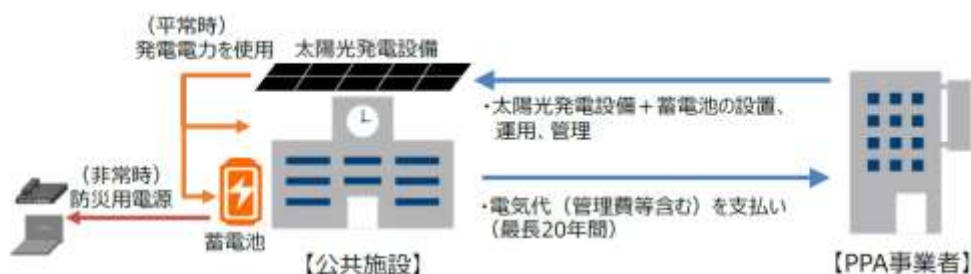 (平常時)
発電電力を使用
太陽光発電設備
・太陽光発電設備+蓄電池の設置、
運用、管理
(非常時)
防災用電源
・電気代(管理費等含む)を支払い
(最長20年間)
蓄電池
【公共施設】
【PPA事業者】